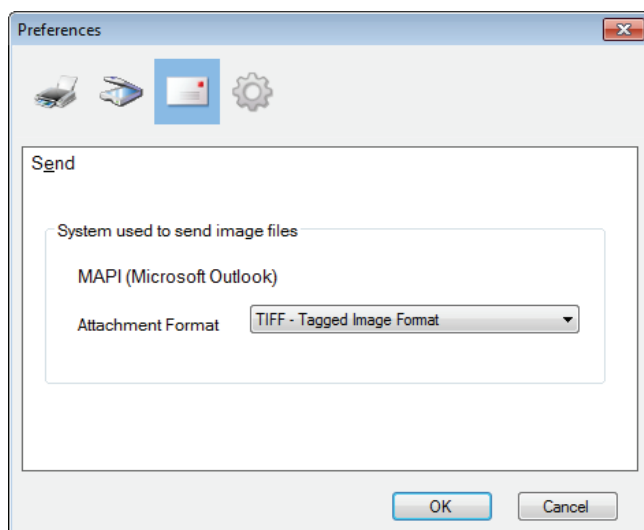 Preferences
Send
System used to send image files
MAPI (Microsoft Outlook)
Attachment Format TIFF - Tagged Image Format
OK Cancel